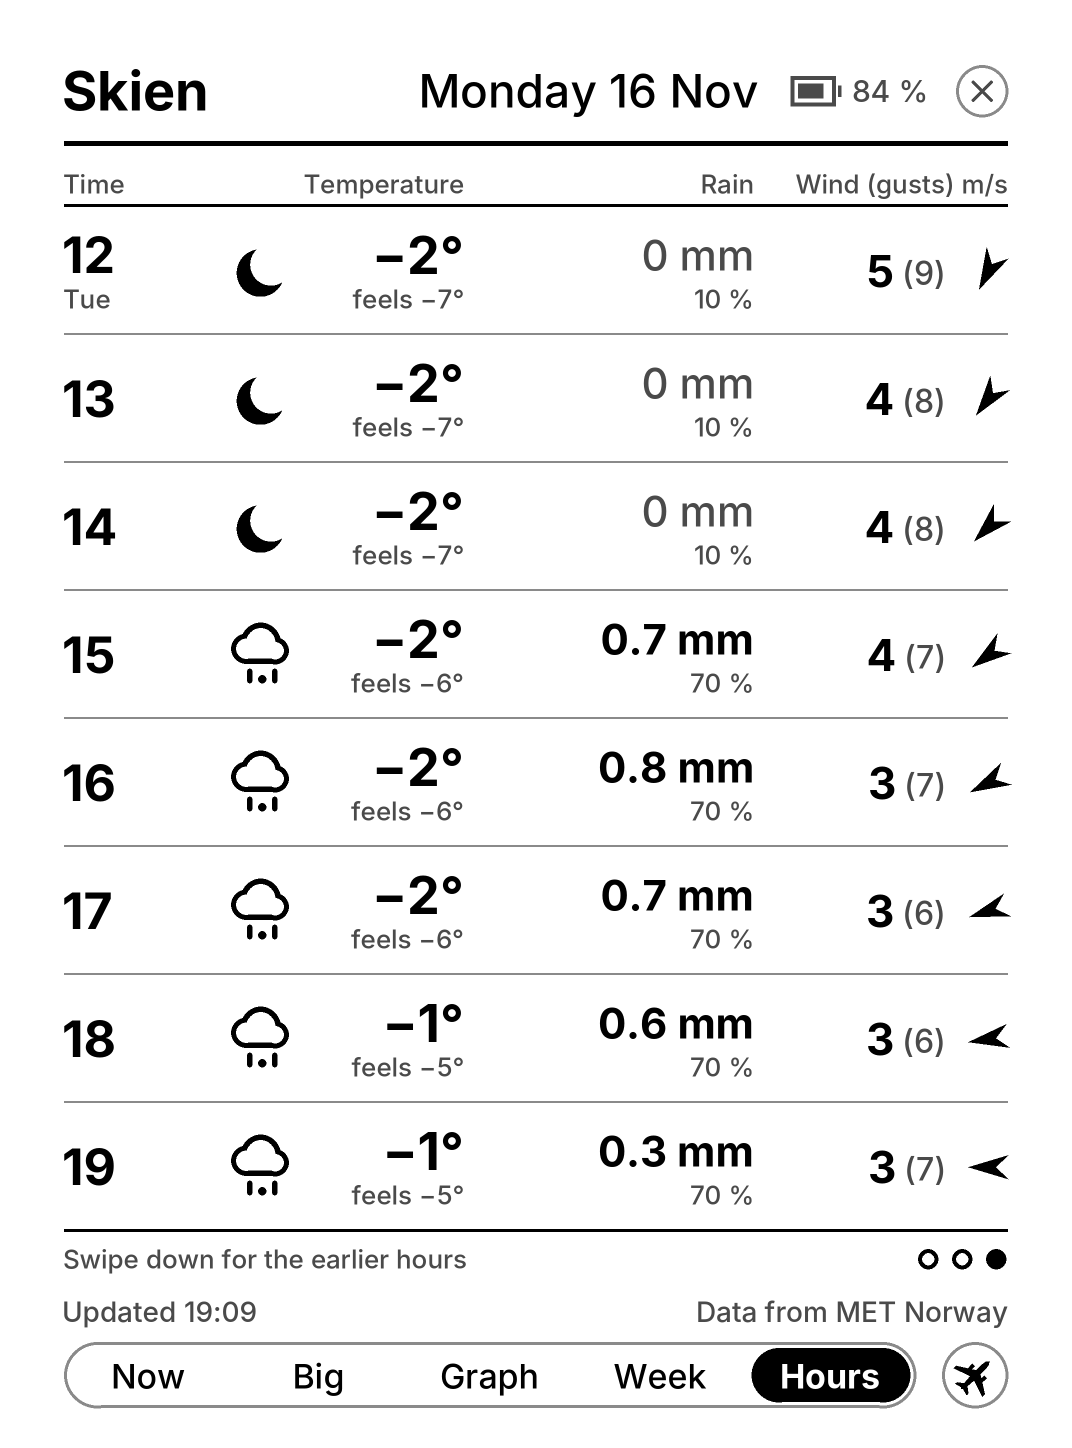 Skien Monday 16 Nov 84 %
Time Temperature Rain Wind (gusts) m/s
12 −2° 0 mm 5 (9)
Tue feels −7° 10 %
13 −2° 0 mm 4 (8)
feels −7° 10 %
14 −2° 0 mm 4 (8)
feels −7° 10 %
15 −2° 0.7 mm 4 (7)
feels −6° 70 %
16 −2° 0.8 mm 3 (7)
feels −6° 70 %
17 −2° 0.7 mm 3 (6)
feels −6° 70 %
18 −1° 0.6 mm 3 (6)
feels −5° 70 %
19 −1° 0.3 mm 3 (7)
feels −5° 70 %
Swipe down for the earlier hours
Updated 19:09 Data from MET Norway
Now Big Graph Week Hours